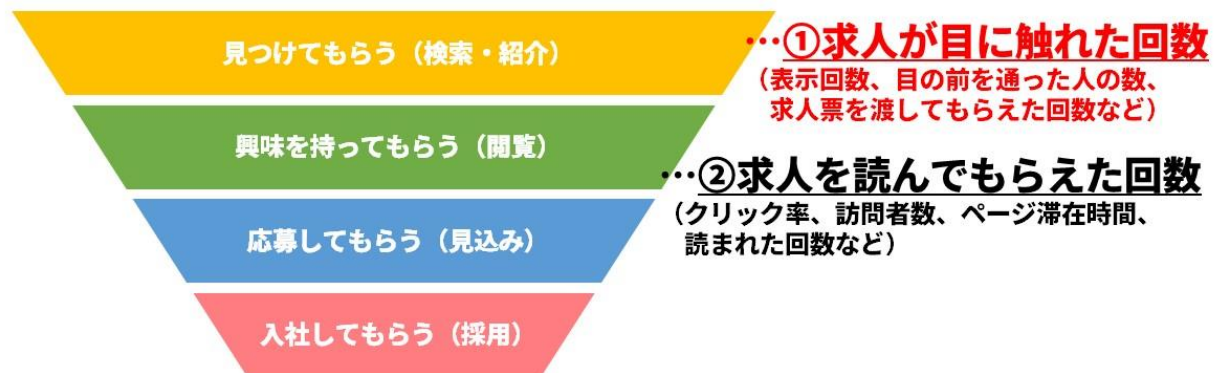 見つけてもらう（検索・紹介）
…①求人が目に触れた回数
（表示回数、目の前を通った人の数、
求人票を渡してもらえた回数など）
興味を持ってもらう（閲覧）
…②求人を読んでもらえた回数
（クリック率、訪問者数、ページ滞在時間、
読まれた回数など）
応募してもらう（見込み）
入社してもらう（採用）